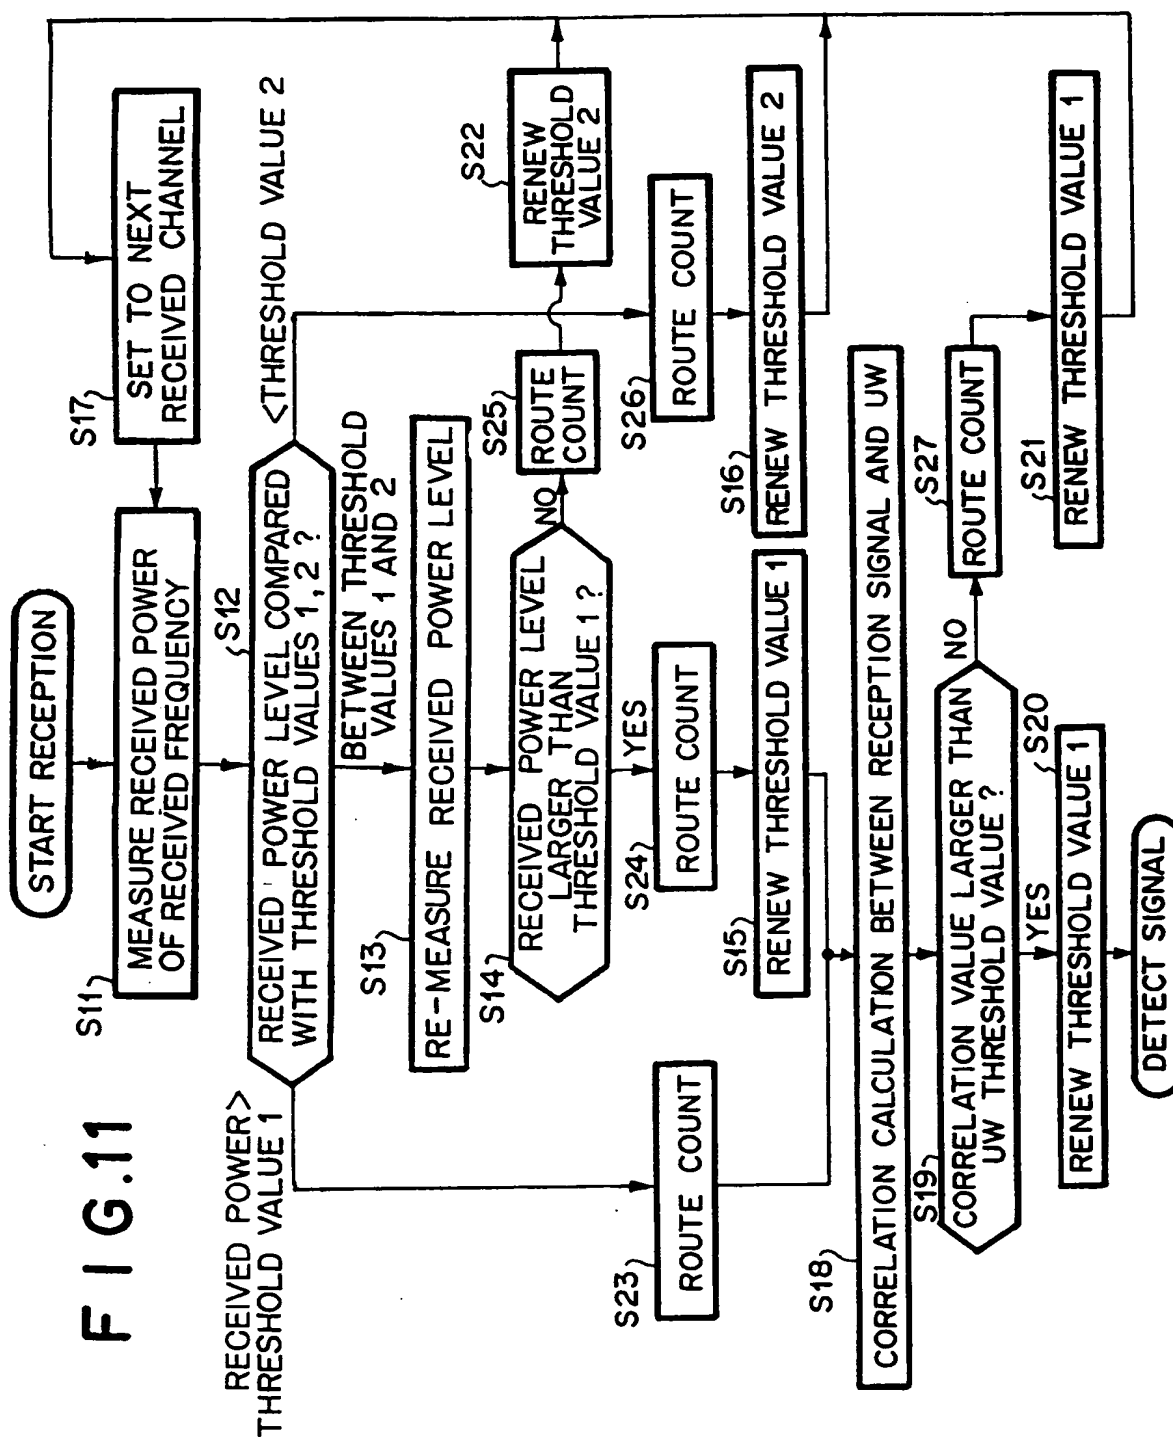 FIG.11
START RECEPTION
S11
MEASURE RECEIVED POWER
OF RECEIVED FREQUENCY
S17
SET TO NEXT
RECEIVED CHANNEL
S12
RECEIVED POWER LEVEL COMPARED
WITH THRESHOLD VALUES 1, 2 ?
RECEIVED POWER>
THRESHOLD VALUE 1
BETWEEN THRESHOLD
VALUES 1 AND 2
<THRESHOLD VALUE 2
S13
RE-MEASURE RECEIVED POWER LEVEL
S14
RECEIVED POWER LEVEL
LARGER THAN
THRESHOLD VALUE 1 ?
NO
S25
ROUTE
COUNT
S22
RENEW
THRESHOLD
VALUE 2
YES
S23
ROUTE COUNT
S24
ROUTE COUNT
S26
ROUTE COUNT
S15
RENEW THRESHOLD VALUE 1
S16
RENEW THRESHOLD VALUE 2
S18
CORRELATION CALCULATION BETWEEN RECEPTION SIGNAL AND UW
S19
CORRELATION VALUE LARGER THAN
UW THRESHOLD VALUE ?
NO
S27
ROUTE COUNT
YES
S20
RENEW THRESHOLD VALUE 1
S21
RENEW THRESHOLD VALUE 1
DETECT SIGNAL